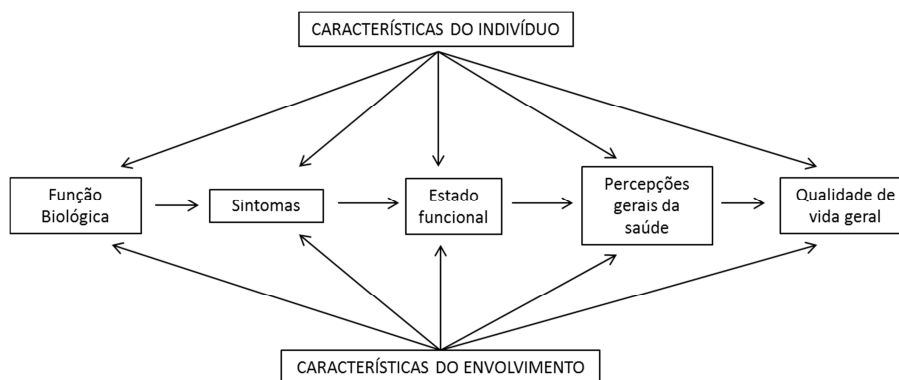 CARACTERÍSTICAS DO INDIVÍDUO
Função
Biológica
Sintomas
Estado
funcional
Percepções
gerais da
saúde
Qualidade de
vida geral
CARACTERÍSTICAS DO ENVOLVIMENTO